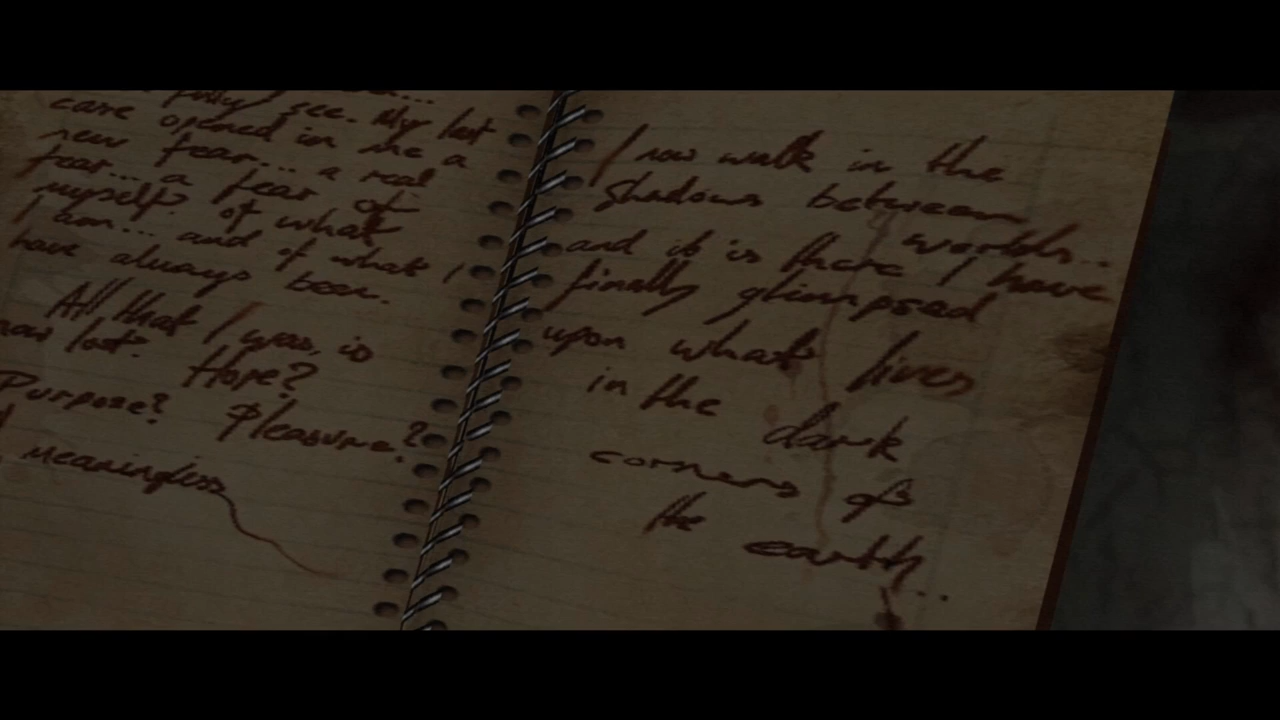 fully see. My last
case opened in me a
new fear... a real
fear... a fear of
myself. of what
I am... and of what I
have always been.
All that I was, is
now lost. Hope?
Purpose? Pleasure?
Meaningless
I now walk in the
shadows between
worlds..
and it is there I have
finally glimpsed
upon what lives
in the dark
corners of
the earth...